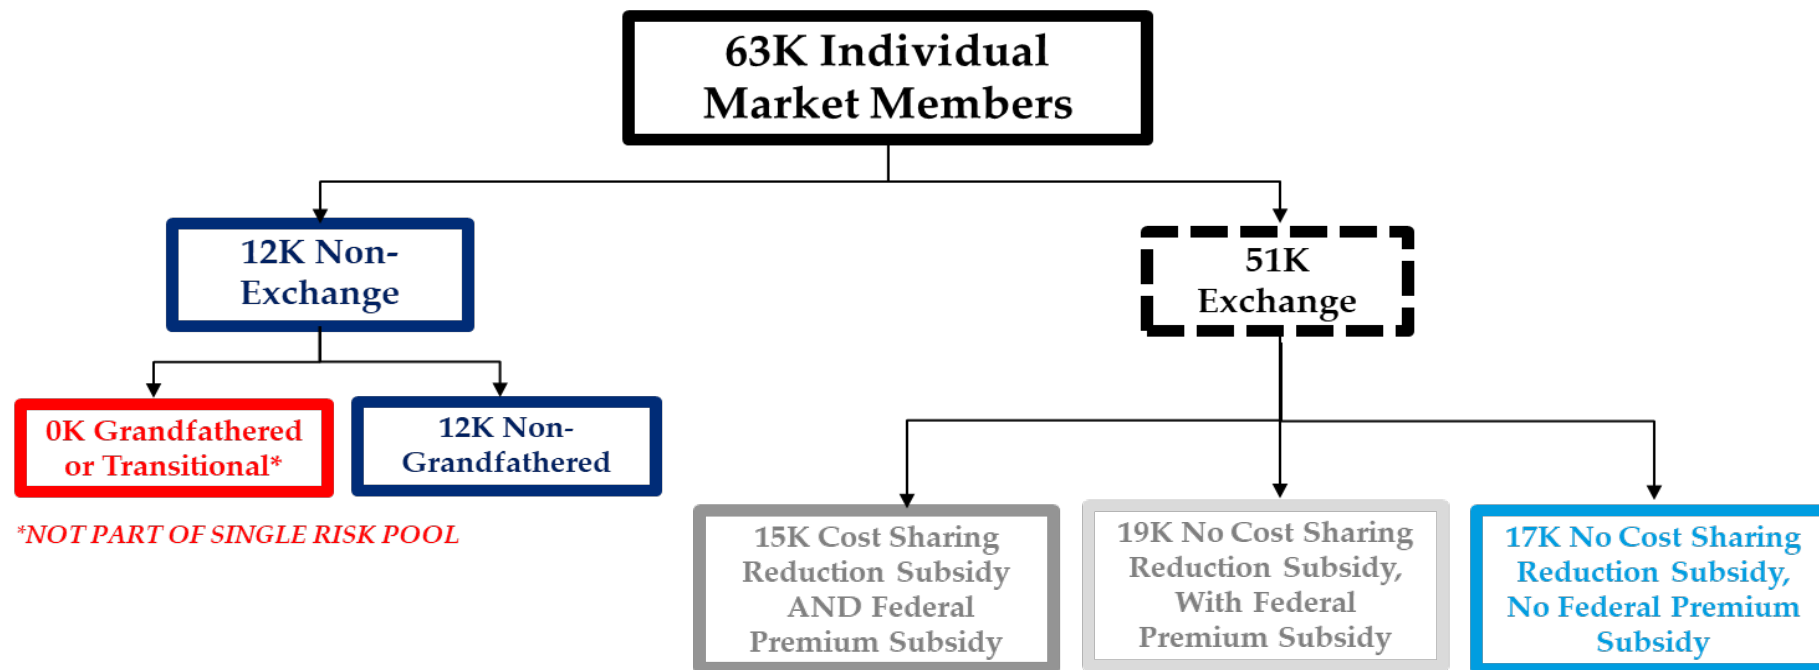 63K Individual
Market Members
12K Non-
Exchange
51K
Exchange
0K Grandfathered
or Transitional*
12K Non-
Grandfathered
*NOT PART OF SINGLE RISK POOL
15K Cost Sharing
Reduction Subsidy
AND Federal
Premium Subsidy
19K No Cost Sharing
Reduction Subsidy,
With Federal
Premium Subsidy
17K No Cost Sharing
Reduction Subsidy,
No Federal Premium
Subsidy